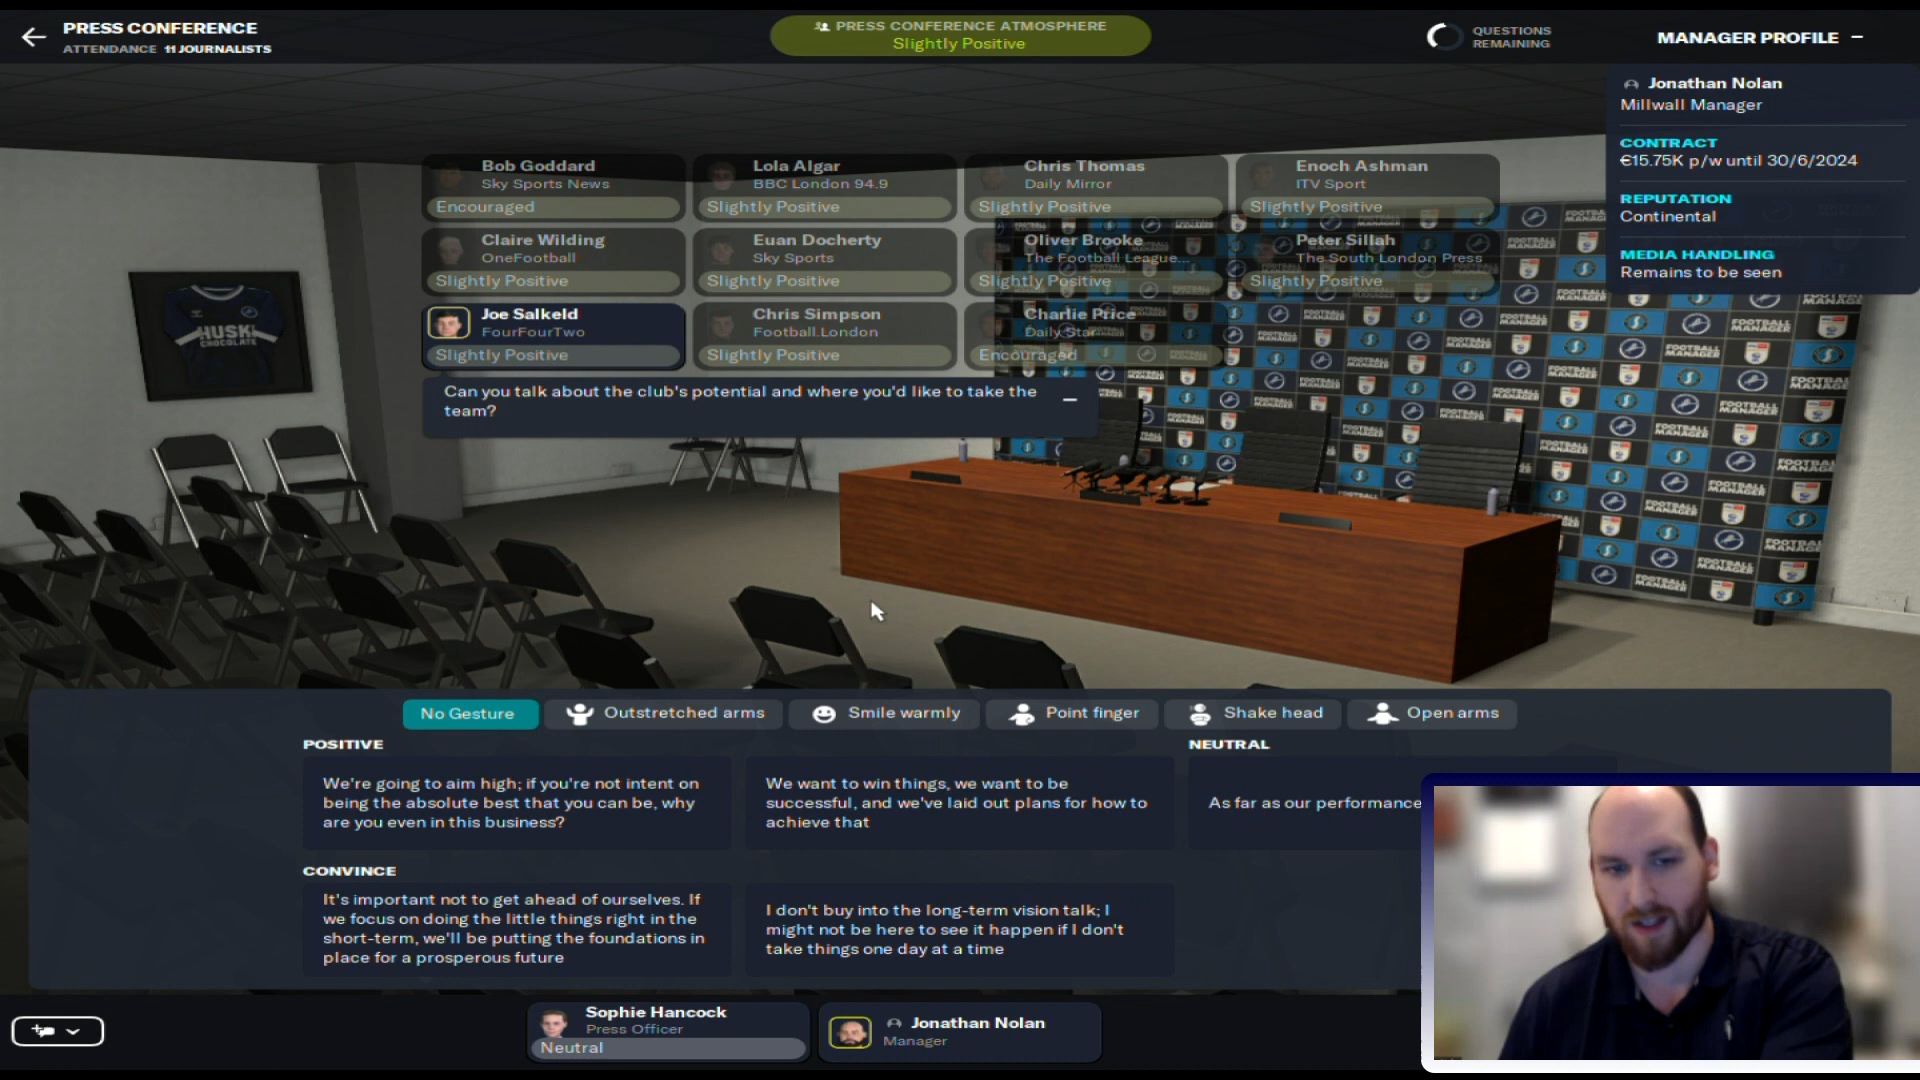 PRESS CONFERENCE
ATTENDANCE 11 JOURNALISTS
PRESS CONFERENCE ATMOSPHERE
Slightly Positive
QUESTIONS
REMAINING
MANAGER PROFILE
Jonathan Nolan
Millwall Manager
CONTRACT
€15.75K p/w until 30/6/2024
REPUTATION
Continental
MEDIA HANDLING
Remains to be seen
Bob Goddard
Sky Sports News
Encouraged
Lola Algar
BBC London 94.9
Slightly Positive
Chris Thomas
Daily Mirror
Slightly Positive
Enoch Ashman
ITV Sport
Slightly Positive
Claire Wilding
OneFootball
Slightly Positive
Euan Docherty
Sky Sports
Slightly Positive
Oliver Brooke
The Football League...
Slightly Positive
Peter Sillah
The South London Press
Slightly Positive
Joe Salkeld
FourFourTwo
Slightly Positive
Chris Simpson
Football.London
Slightly Positive
Charlie Price
Daily Star
Encouraged
Can you talk about the club's potential and where you'd like to take the
team?
HUSKI
CHOCOLATE
FOOTBALL
MANAGER
No Gesture
Outstretched arms
Smile warmly
Point finger
Shake head
Open arms
POSITIVE
We're going to aim high; if you're not intent on
being the absolute best that you can be, why
are you even in this business?
We want to win things, we want to be
successful, and we've laid out plans for how to
achieve that
NEUTRAL
As far as our performance
CONVINCE
It's important not to get ahead of ourselves. If
we focus on doing the little things right in the
short-term, we'll be putting the foundations in
place for a prosperous future
I don't buy into the long-term vision talk; I
might not be here to see it happen if I don't
take things one day at a time
Sophie Hancock
Press Officer
Neutral
Jonathan Nolan
Manager